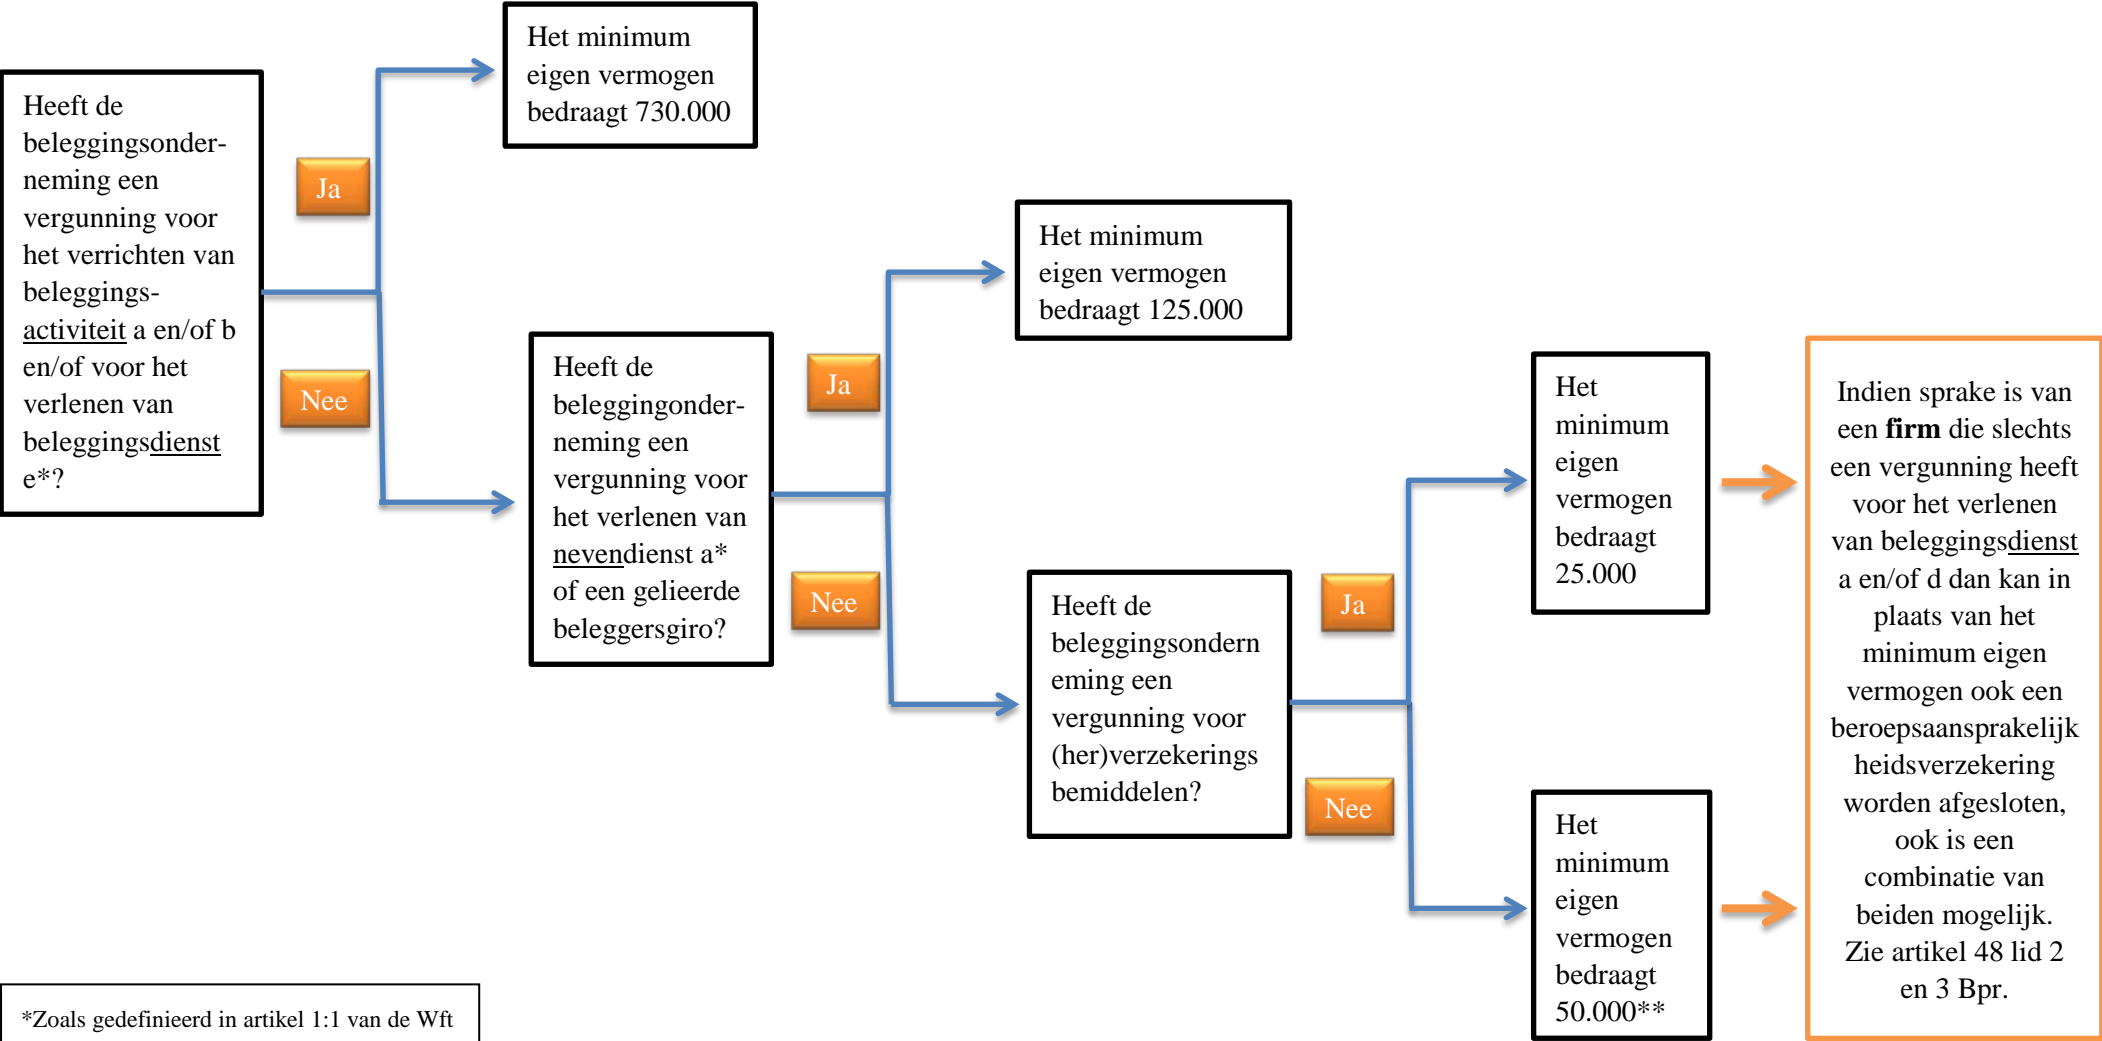 Heeft de
beleggingsonder-
neming een
vergunning voor
het verrichten van
beleggings-
activiteit a en/of b
en/of voor het
verlenen van
beleggingsdienst
e*?
Ja
Nee
Het minimum
eigen vermogen
bedraagt 730.000
Heeft de
beleggingonder-
neming een
vergunning voor
het verlenen van
nevendienst a*
of een gelieerde
beleggersgiro?
Ja
Nee
Het minimum
eigen vermogen
bedraagt 125.000
Heeft de
beleggingsondern
eming een
vergunning voor
(her)verzekerings
bemiddelen?
Ja
Nee
Het
minimum
eigen
vermogen
bedraagt
25.000
Het
minimum
eigen
vermogen
bedraagt
50.000**
Indien sprake is van
een firm die slechts
een vergunning heeft
voor het verlenen
van beleggingsdienst
a en/of d dan kan in
plaats van het
minimum eigen
vermogen ook een
beroepsaansprakelijk
heidsverzekering
worden afgesloten,
ook is een
combinatie van
beiden mogelijk.
Zie artikel 48 lid 2
en 3 Bpr.
*Zoals gedefinieerd in artikel 1:1 van de Wft